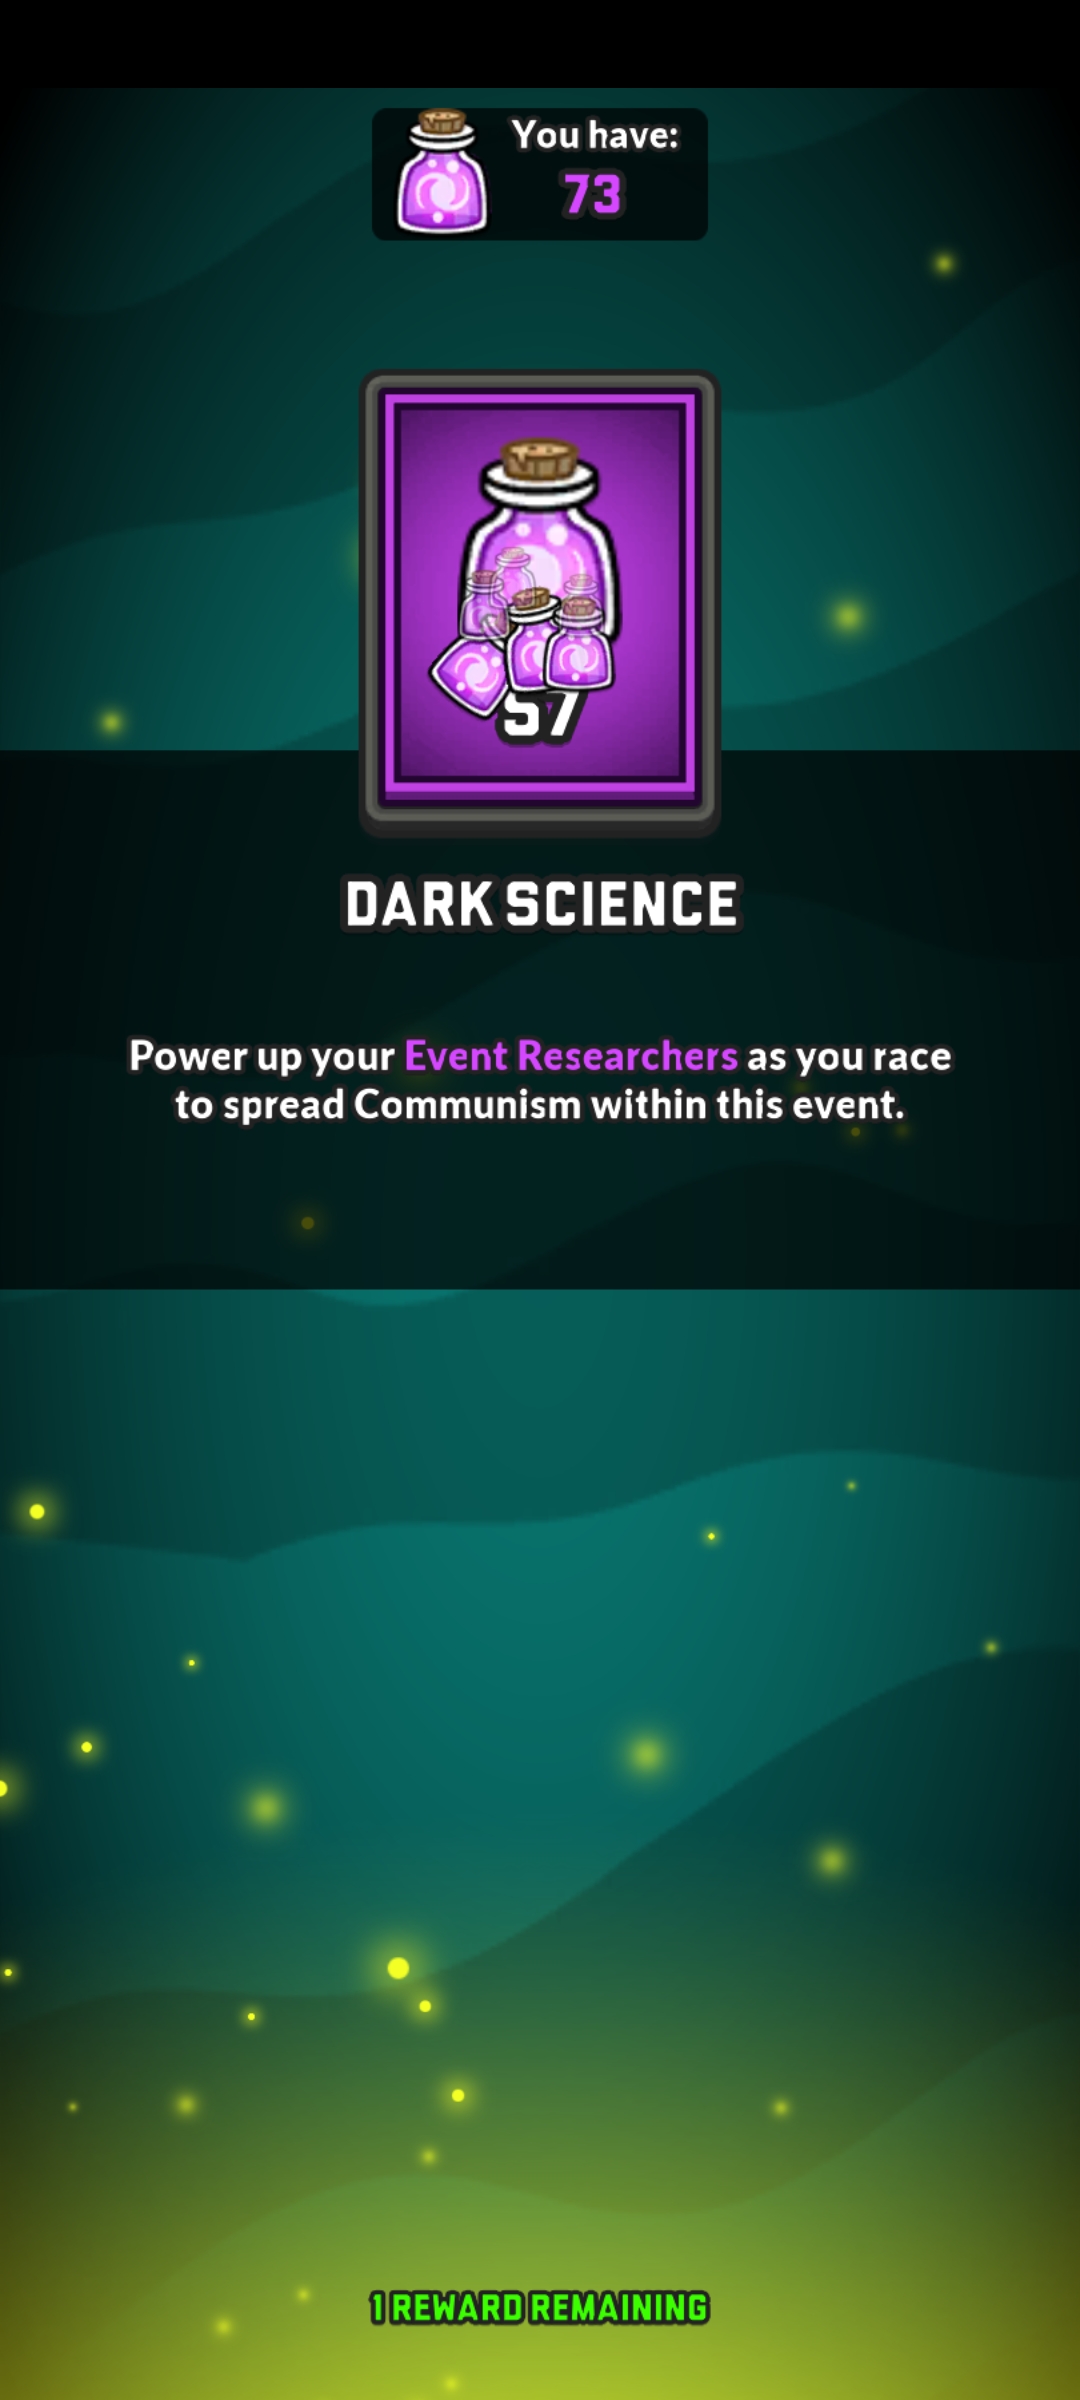 You have:
73
57
DARK SCIENCE
Power up your Event Researchers as you race
to spread Communism within this event.
1 REWARD REMAINING